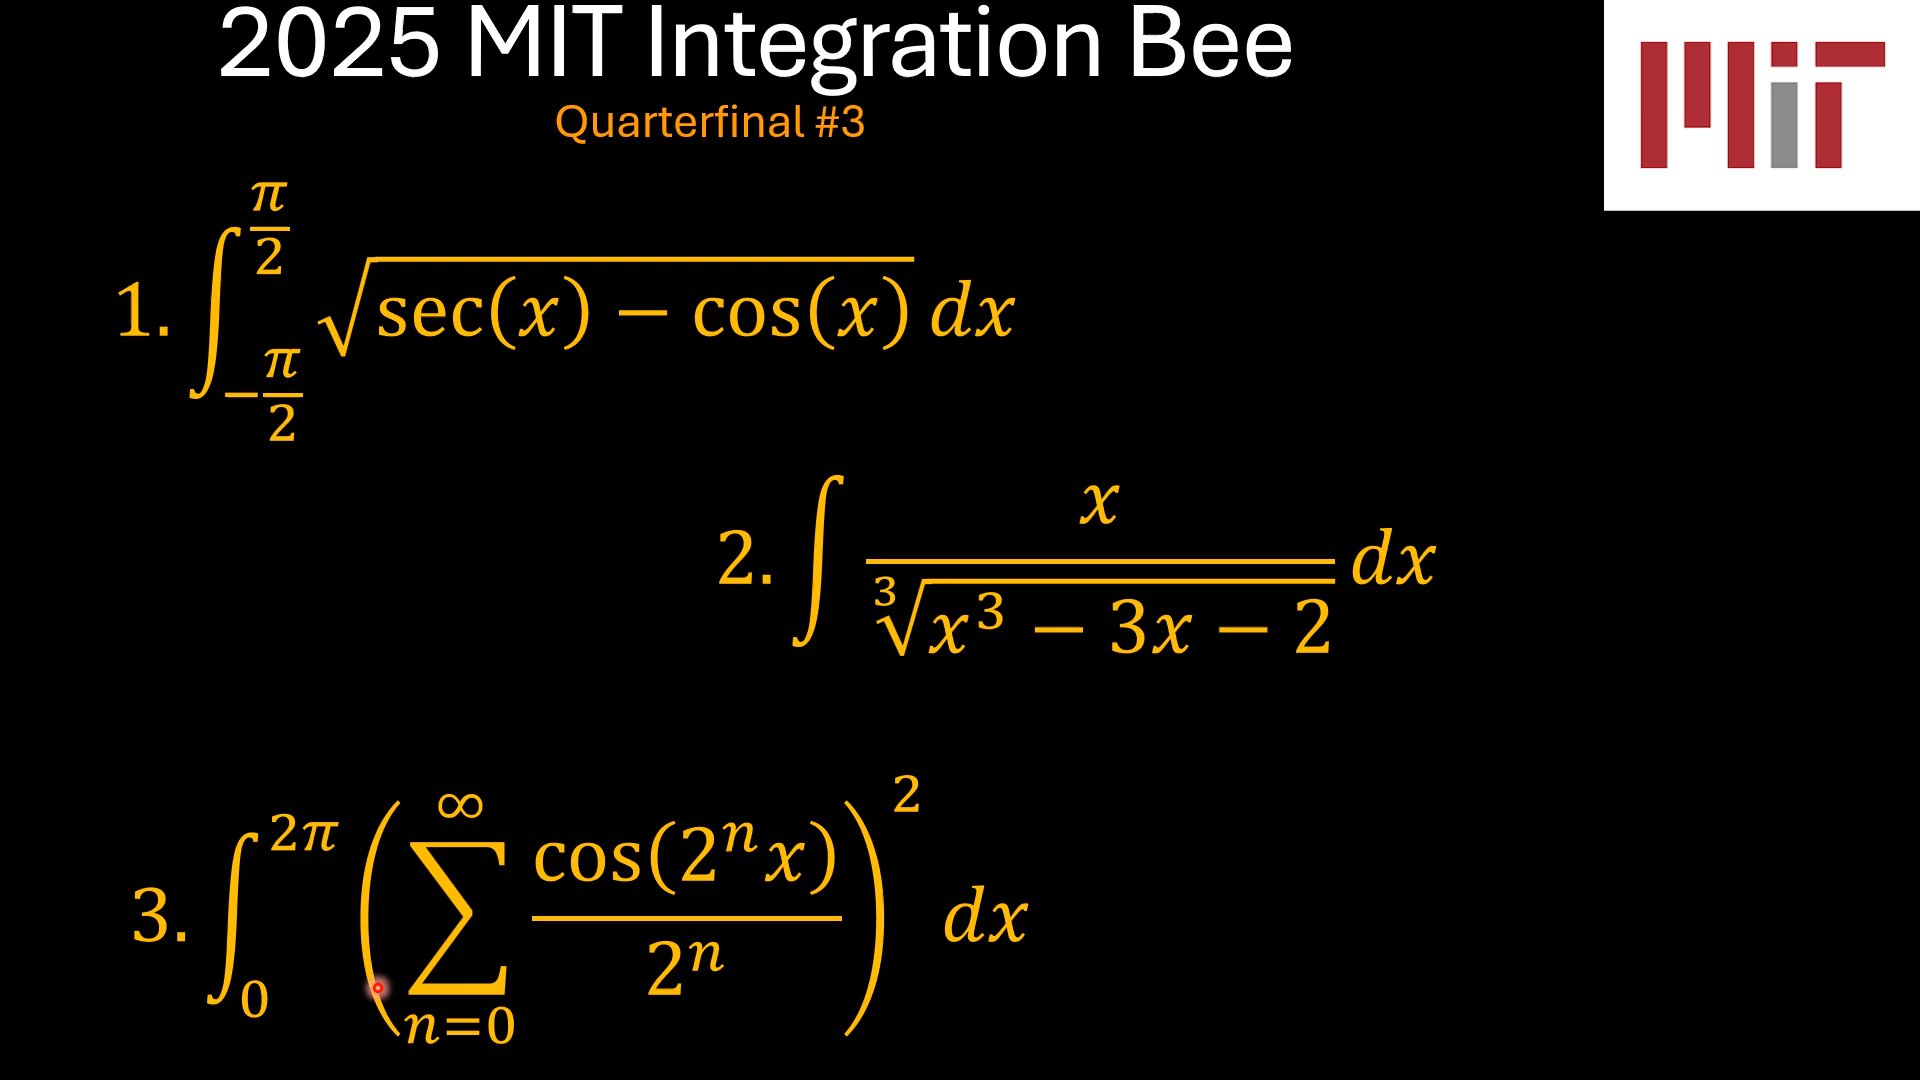 2025 MIT Integration Bee
MiT
Quarterfinal #3
1. ∫_{-π/2}^{π/2} √(sec(x) − cos(x)) dx
2. ∫ x / ∛(x³ − 3x − 2) dx
3. ∫_0^{2π} (∑_{n=0}^{∞} cos(2ⁿx) / 2ⁿ)² dx